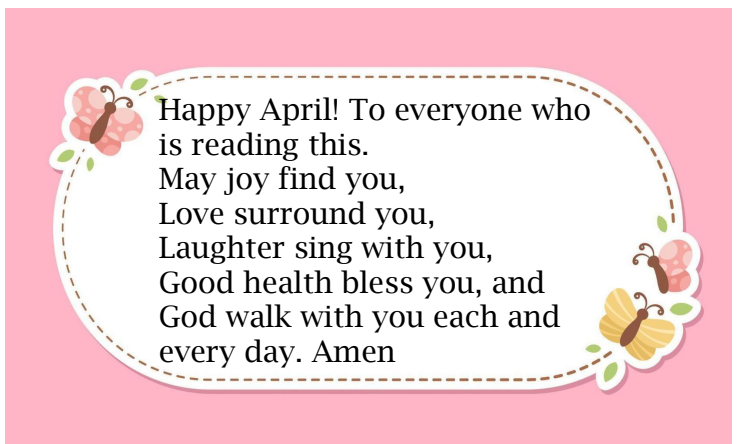 Happy April! To everyone who
is reading this.
May joy find you,
Love surround you,
Laughter sing with you,
Good health bless you, and
God walk with you each and
every day. Amen